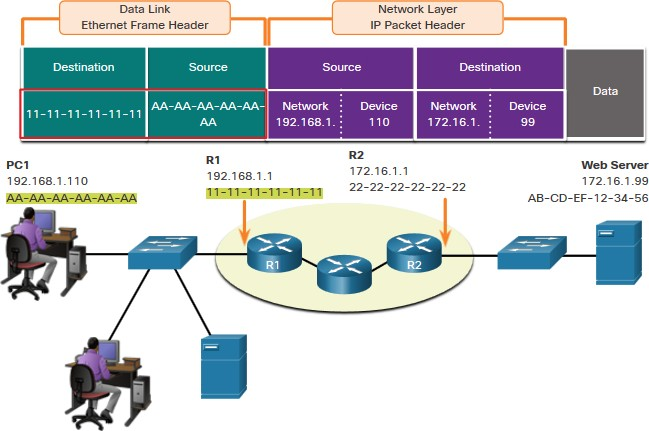 Data Link
Ethernet Frame Header
Network Layer
IP Packet Header
Destination
Source
Source
Destination
Data
11-11-11-11-11-11
AA-AA-AA-AA-AA-
AA
Network
192.168.1.
Device
110
Network
172.16.1.
Device
99
PC1
192.168.1.110
AA-AA-AA-AA-AA-AA
R1
192.168.1.1
11-11-11-11-11-11
R2
172.16.1.1
22-22-22-22-22-22
Web Server
172.16.1.99
AB-CD-EF-12-34-56
R1
R2